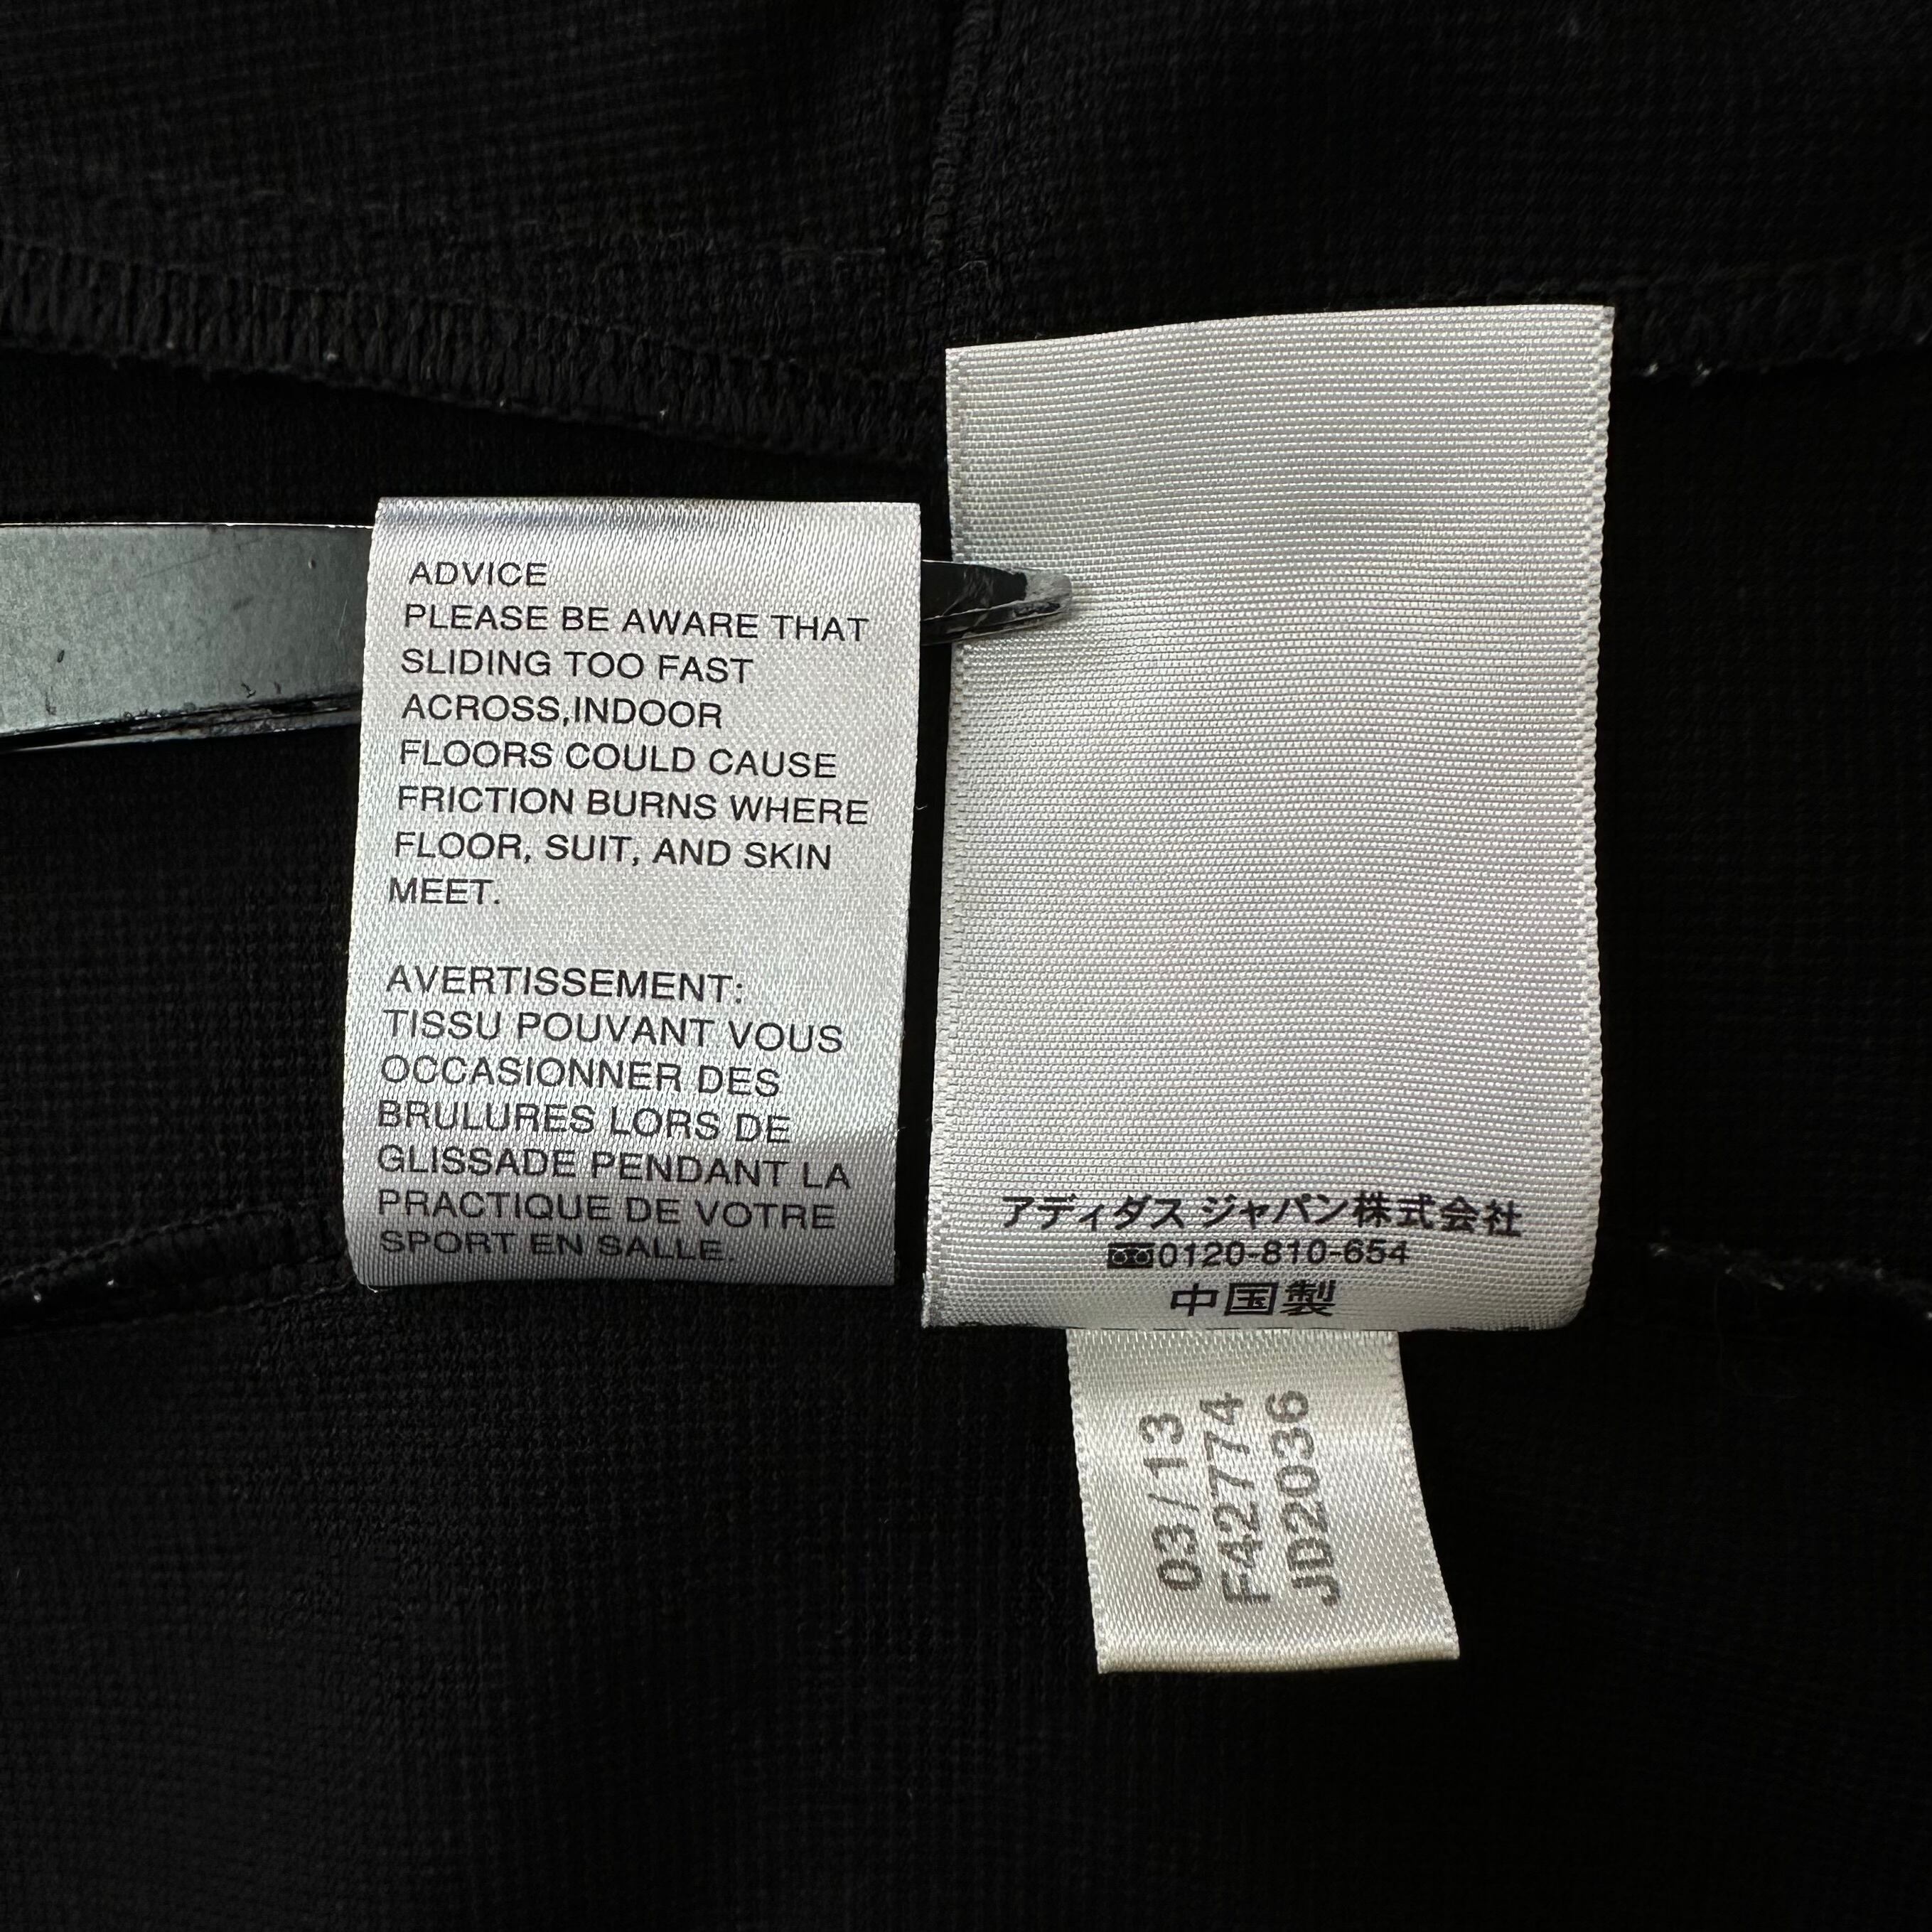 ADVICE
PLEASE BE AWARE THAT
SLIDING TOO FAST
ACROSS,INDOOR
FLOORS COULD CAUSE
FRICTION BURNS WHERE
FLOOR, SUIT, AND SKIN
MEET.
AVERTISSEMENT:
TISSU POUVANT VOUS
OCCASIONNER DES
BRULURES LORS DE
GLISSADE PENDANT LA
PRACTIQUE DE VOTRE
SPORT EN SALLE.
アディダス ジャパン株式会社
0120-810-654
中国製
03/13
F42774
JD2036